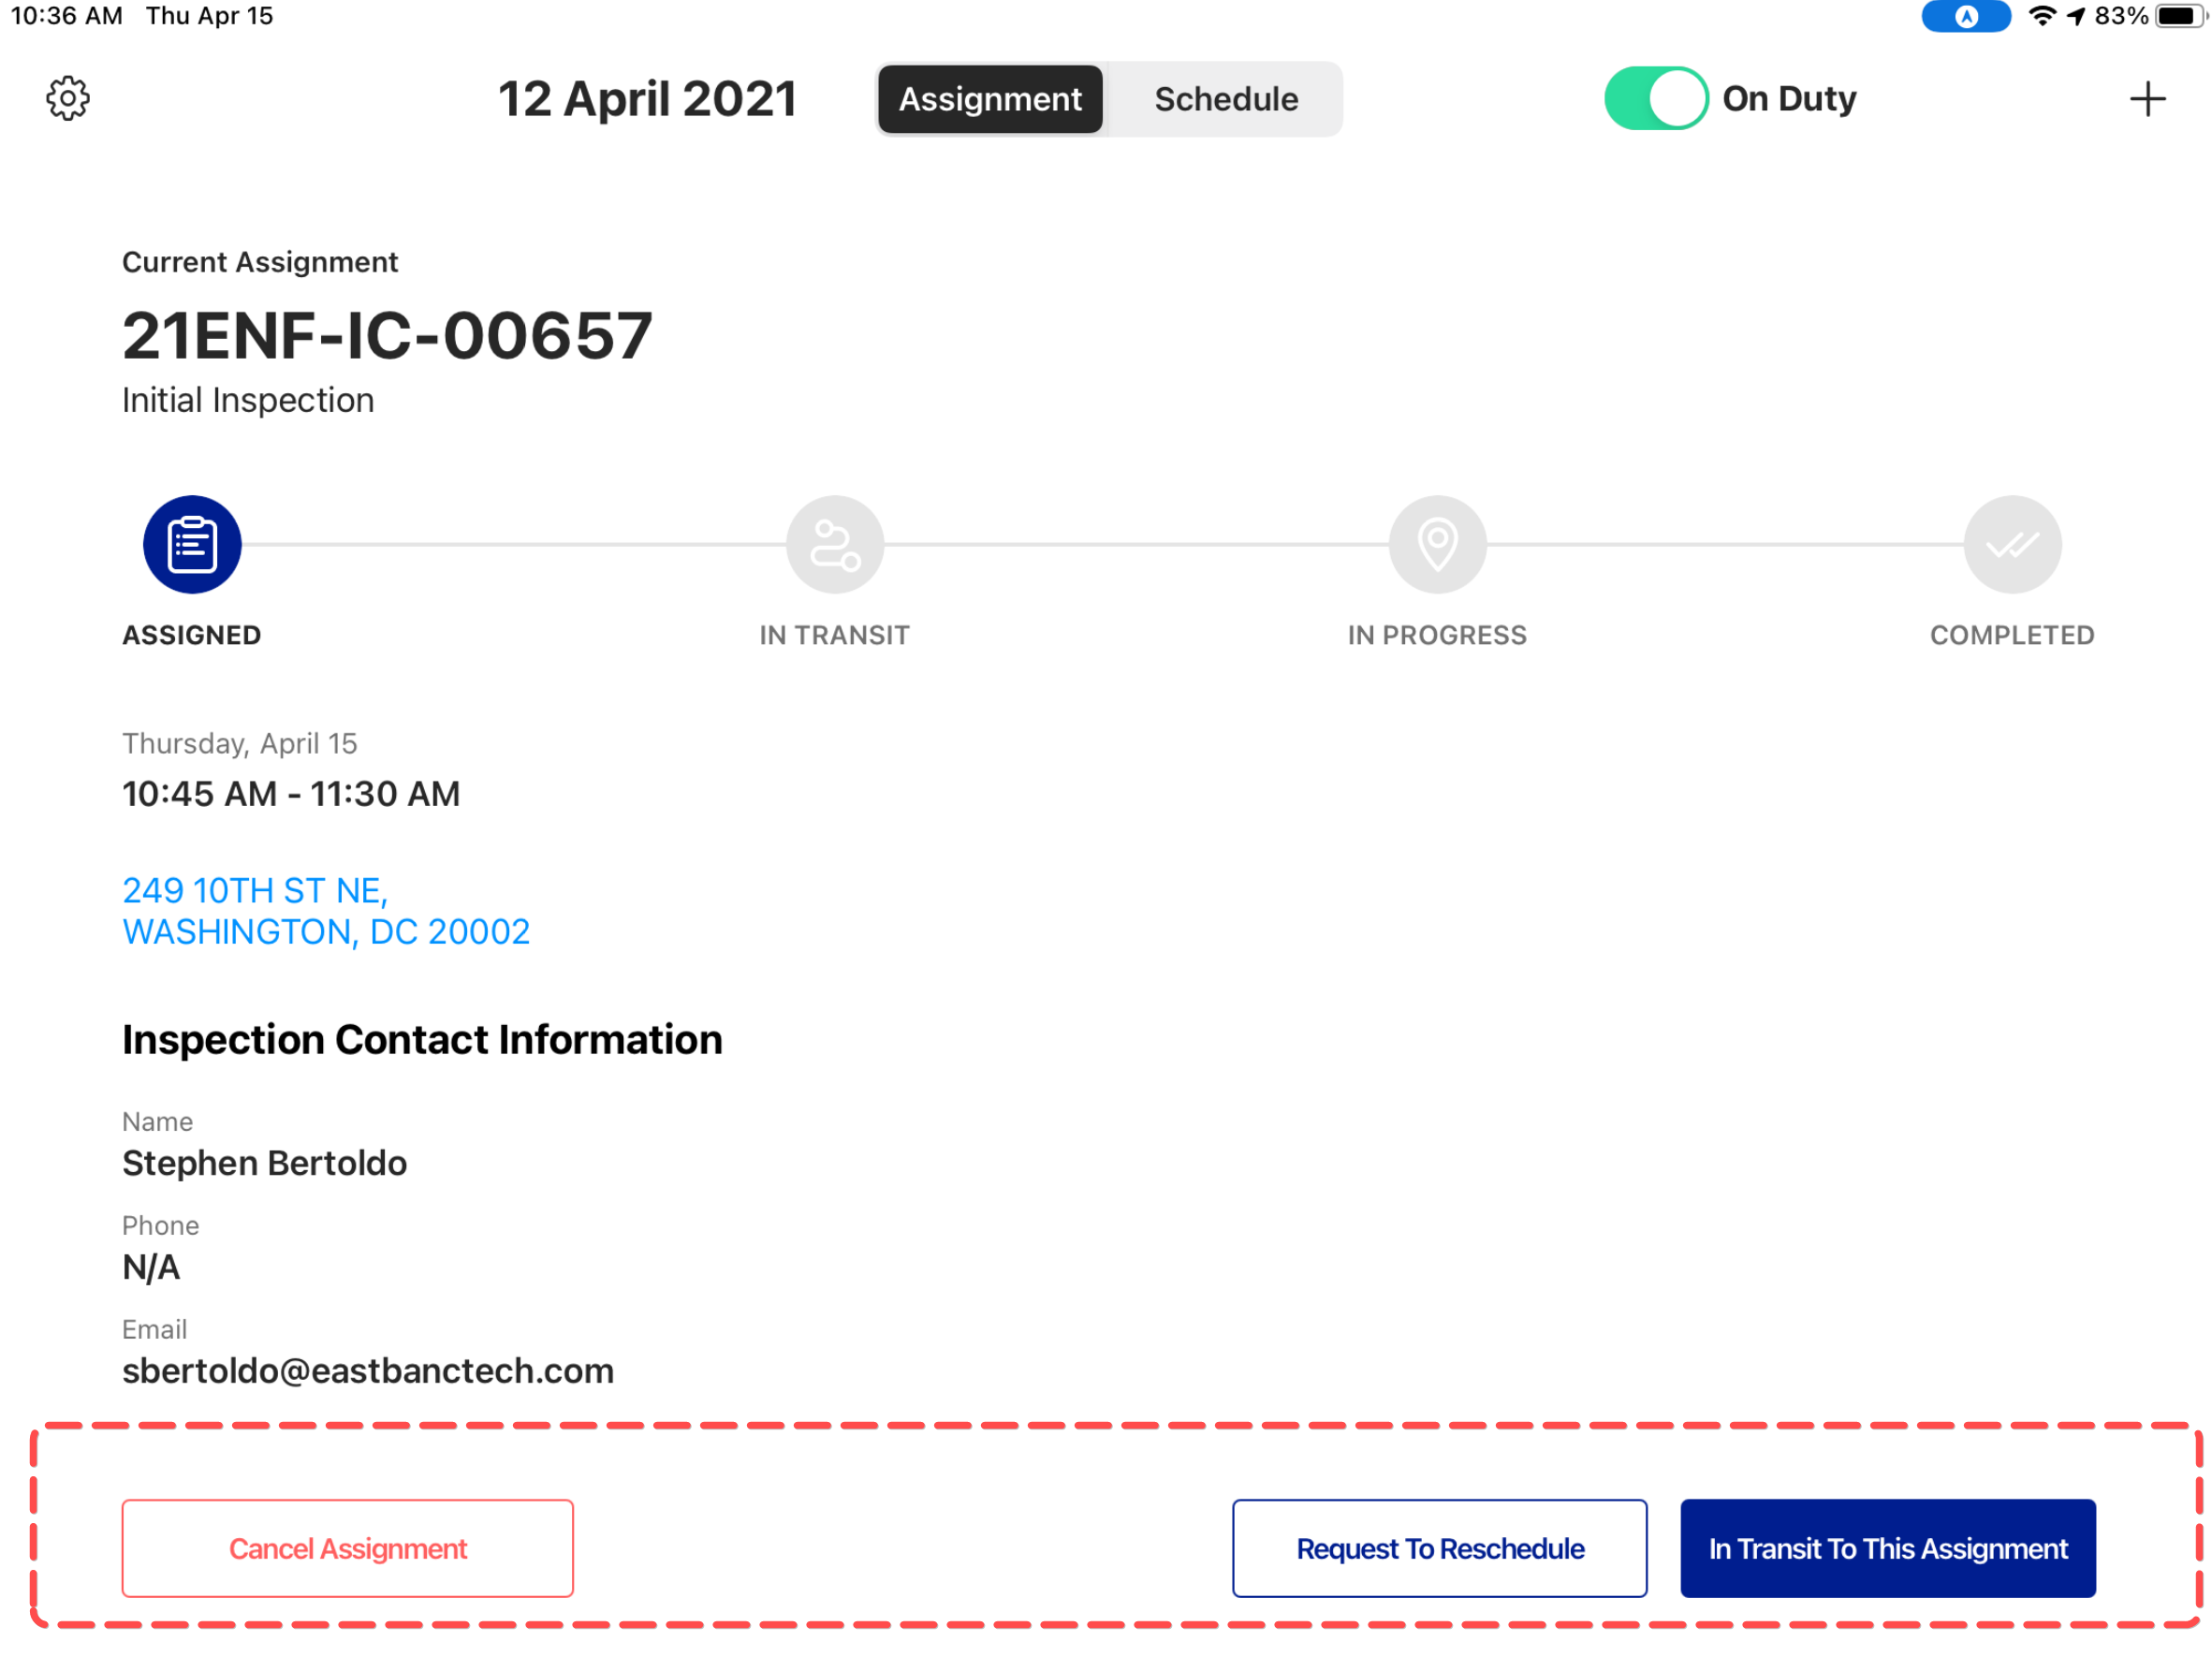 10:36 AM Thu Apr 15
83%
12 April 2021
Assignment
Schedule
On Duty
Current Assignment
21ENF-IC-00657
Initial Inspection
ASSIGNED
IN TRANSIT
IN PROGRESS
COMPLETED
Thursday, April 15
10:45 AM - 11:30 AM
249 10TH ST NE,
WASHINGTON, DC 20002
Inspection Contact Information
Name
Stephen Bertoldo
Phone
N/A
Email
sbertoldo@eastbanctech.com
Cancel Assignment
Request To Reschedule
In Transit To This Assignment